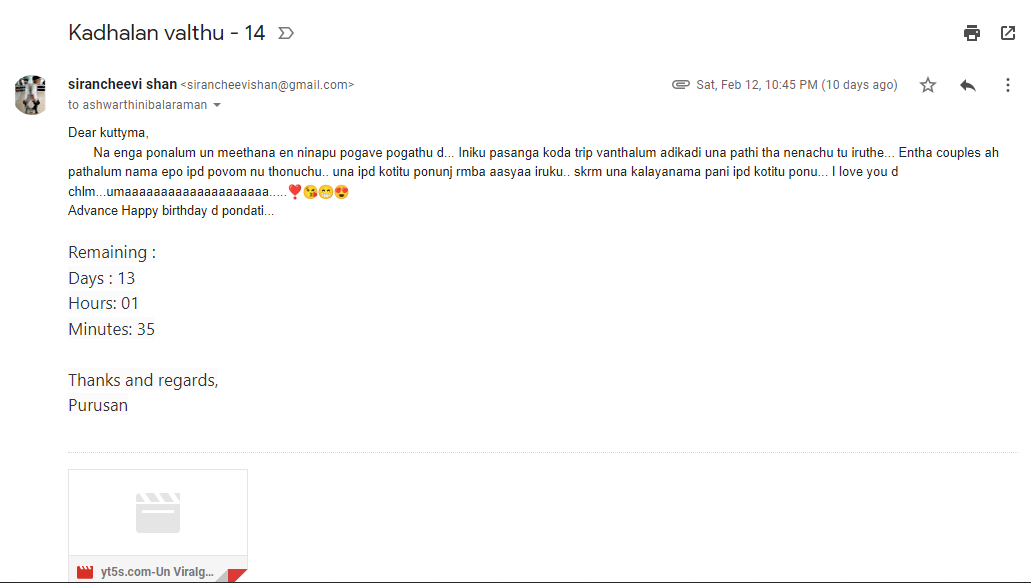 Kadhalan valthu - 14
sirancheevi shan <sirancheevishan@gmail.com>
Sat, Feb 12, 10:45 PM (10 days ago)
to ashwarthinibalaraman
Dear kuttyma,
Na enga ponalum un meethana en ninapu pogave pogathu d... Iniku pasanga koda trip vanthalum adikadi una pathi tha nenachu tu iruthe... Entha couples ah
pathalum nama epo ipd povom nu thonuchu.. una ipd kotitu ponunj rmba aasyaa iruku.. skrm una kalayanama pani ipd kotitu ponu... I love you d
chlm...umaaaaaaaaaaaaaaaaaaaa.....❣️😘😁😍
Advance Happy birthday d pondati...
Remaining :
Days : 13
Hours: 01
Minutes: 35
Thanks and regards,
Purusan
yt5s.com-Un Viralg...